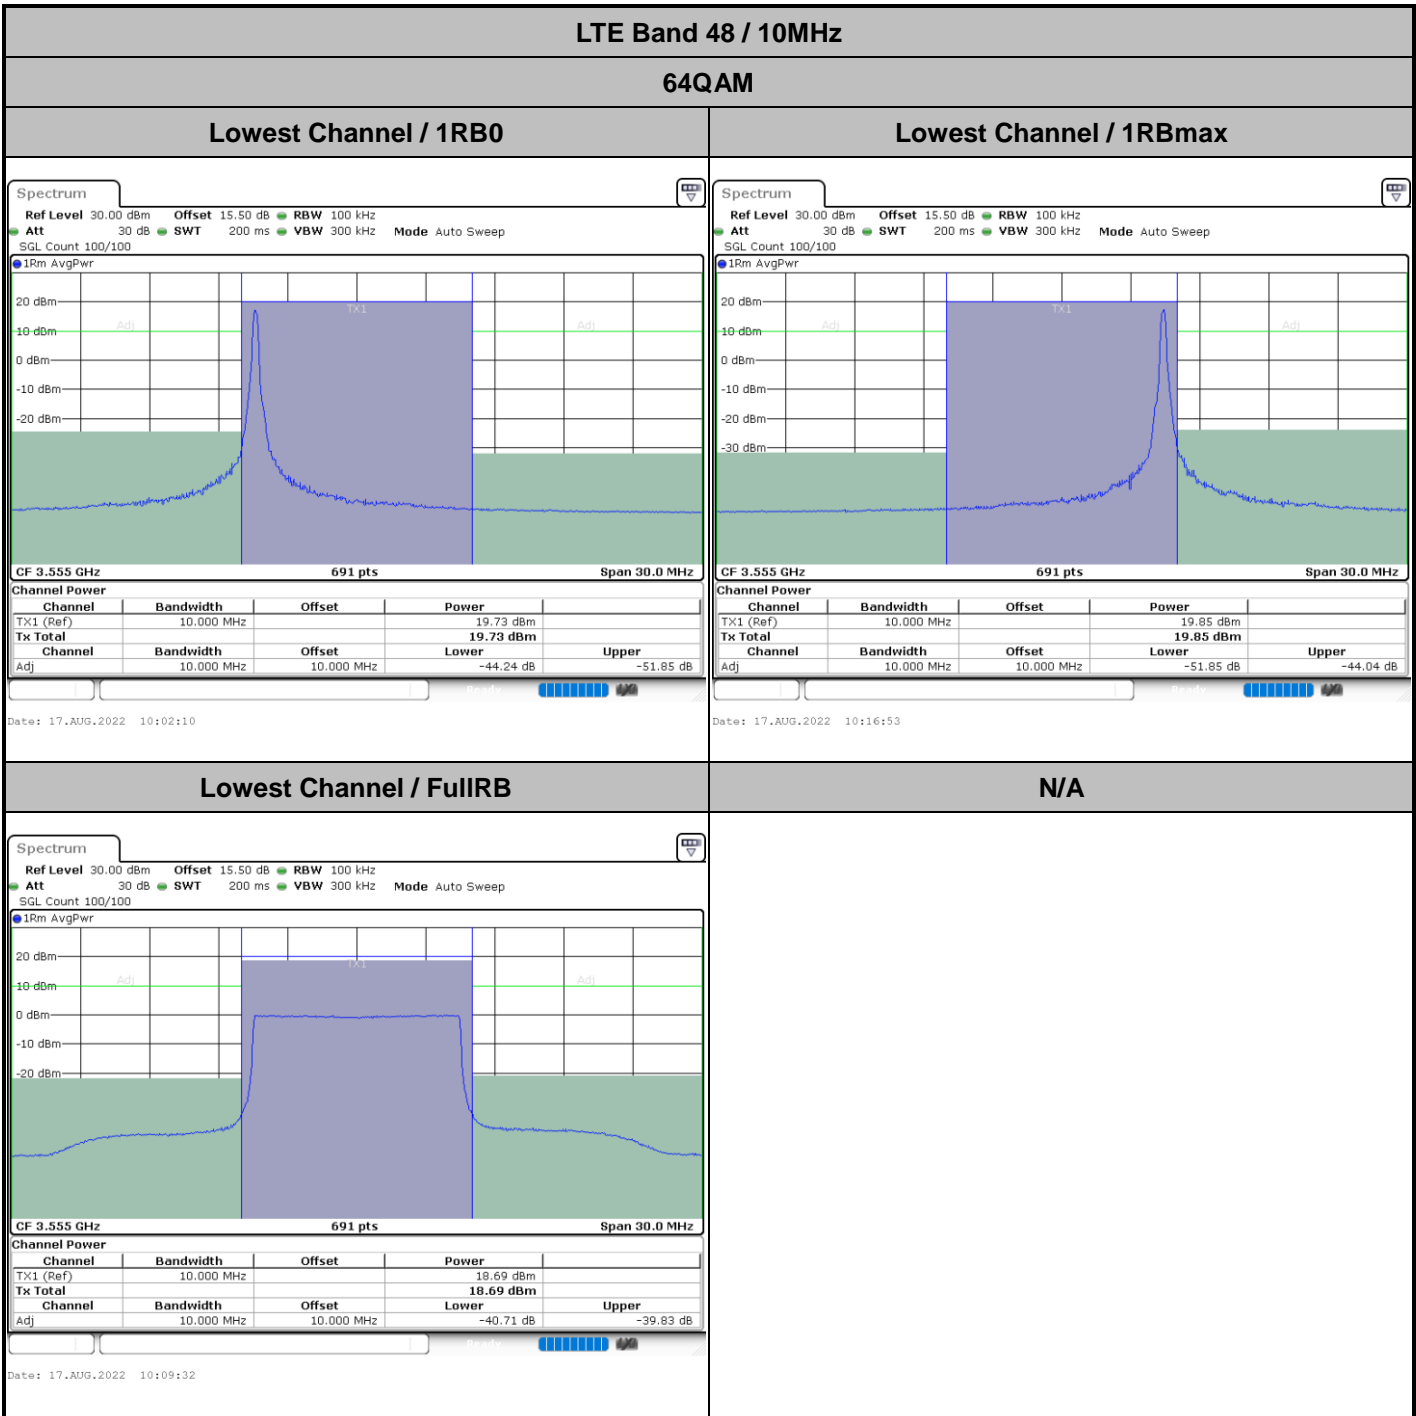 LTE Band 48 / 10MHz
64QAM
Lowest Channel / 1RB0
Spectrum
Ref Level 30.00 dBm Offset 15.50 dB RBW 100 kHz
Att 30 dB SWT 200 ms VBW 300 kHz Mode Auto Sweep
SGL Count 100/100
1Rm AvgPwr
20 dBm
TX1
Adj
Adj
10 dBm
0 dBm
-10 dBm
-20 dBm
CF 3.555 GHz 691 pts Span 30.0 MHz
Channel Power
Channel Bandwidth Offset Power
TX1 (Ref) 10.000 MHz 19.73 dBm
Tx Total 19.73 dBm
Channel Bandwidth Offset Lower Upper
Adj 10.000 MHz 10.000 MHz -44.24 dB -51.85 dB
Ready
Date: 17.AUG.2022 10:02:10
Lowest Channel / 1RBmax
Spectrum
Ref Level 30.00 dBm Offset 15.50 dB RBW 100 kHz
Att 30 dB SWT 200 ms VBW 300 kHz Mode Auto Sweep
SGL Count 100/100
1Rm AvgPwr
20 dBm
TX1
Adj
Adj
10 dBm
0 dBm
-10 dBm
-20 dBm
-30 dBm
CF 3.555 GHz 691 pts Span 30.0 MHz
Channel Power
Channel Bandwidth Offset Power
TX1 (Ref) 10.000 MHz 19.85 dBm
Tx Total 19.85 dBm
Channel Bandwidth Offset Lower Upper
Adj 10.000 MHz 10.000 MHz -51.85 dB -44.04 dB
Ready
Date: 17.AUG.2022 10:16:53
Lowest Channel / FullRB
Spectrum
Ref Level 30.00 dBm Offset 15.50 dB RBW 100 kHz
Att 30 dB SWT 200 ms VBW 300 kHz Mode Auto Sweep
SGL Count 100/100
1Rm AvgPwr
20 dBm
TX1
Adj
Adj
10 dBm
0 dBm
-10 dBm
-20 dBm
CF 3.555 GHz 691 pts Span 30.0 MHz
Channel Power
Channel Bandwidth Offset Power
TX1 (Ref) 10.000 MHz 18.69 dBm
Tx Total 18.69 dBm
Channel Bandwidth Offset Lower Upper
Adj 10.000 MHz 10.000 MHz -40.71 dB -39.83 dB
Ready
Date: 17.AUG.2022 10:09:32
N/A